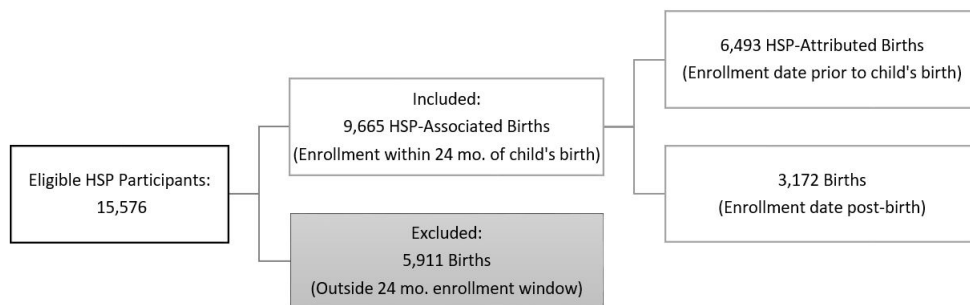 Eligible HSP Participants:
15,576
Included:
9,665 HSP-Associated Births
(Enrollment within 24 mo. of child's birth)
Excluded:
5,911 Births
(Outside 24 mo. enrollment window)
6,493 HSP-Attributed Births
(Enrollment date prior to child's birth)
3,172 Births
(Enrollment date post-birth)